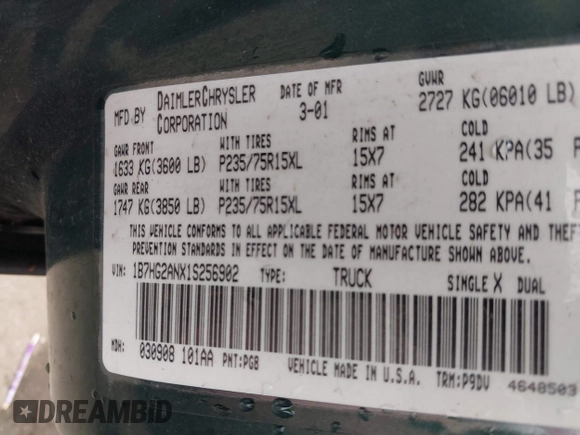 MFD BY DAIMLERCHRYSLER CORPORATION DATE OF MFR 3-01 GVWR 2727 KG(06010 LB)
GAWR FRONT WITH TIRES RIMS COLD
1633 KG(3600 LB) P235/75R15XL 15X7 241 KPA(35
GAWR REAR WITH TIRES RIMS COLD
1747 KG(3850 LB) P235/75R15XL 15X7 282 KPA(41
THIS VEHICLE CONFORMS TO ALL APPLICABLE FEDERAL MOTOR VEHICLE SAFETY AND THEFT
PREVENTION STANDARDS IN EFFECT ON THE DATE OF MANUFACTURE SHOWN ABOVE.
VIN: 1B7HG2ANX1S256902 TYPE: TRUCK SINGLE X DUAL
MDH: 030908 101AA PNT:PG8 VEHICLE MADE IN U.S.A. TRM:P9DV 4648503
DREAMBID